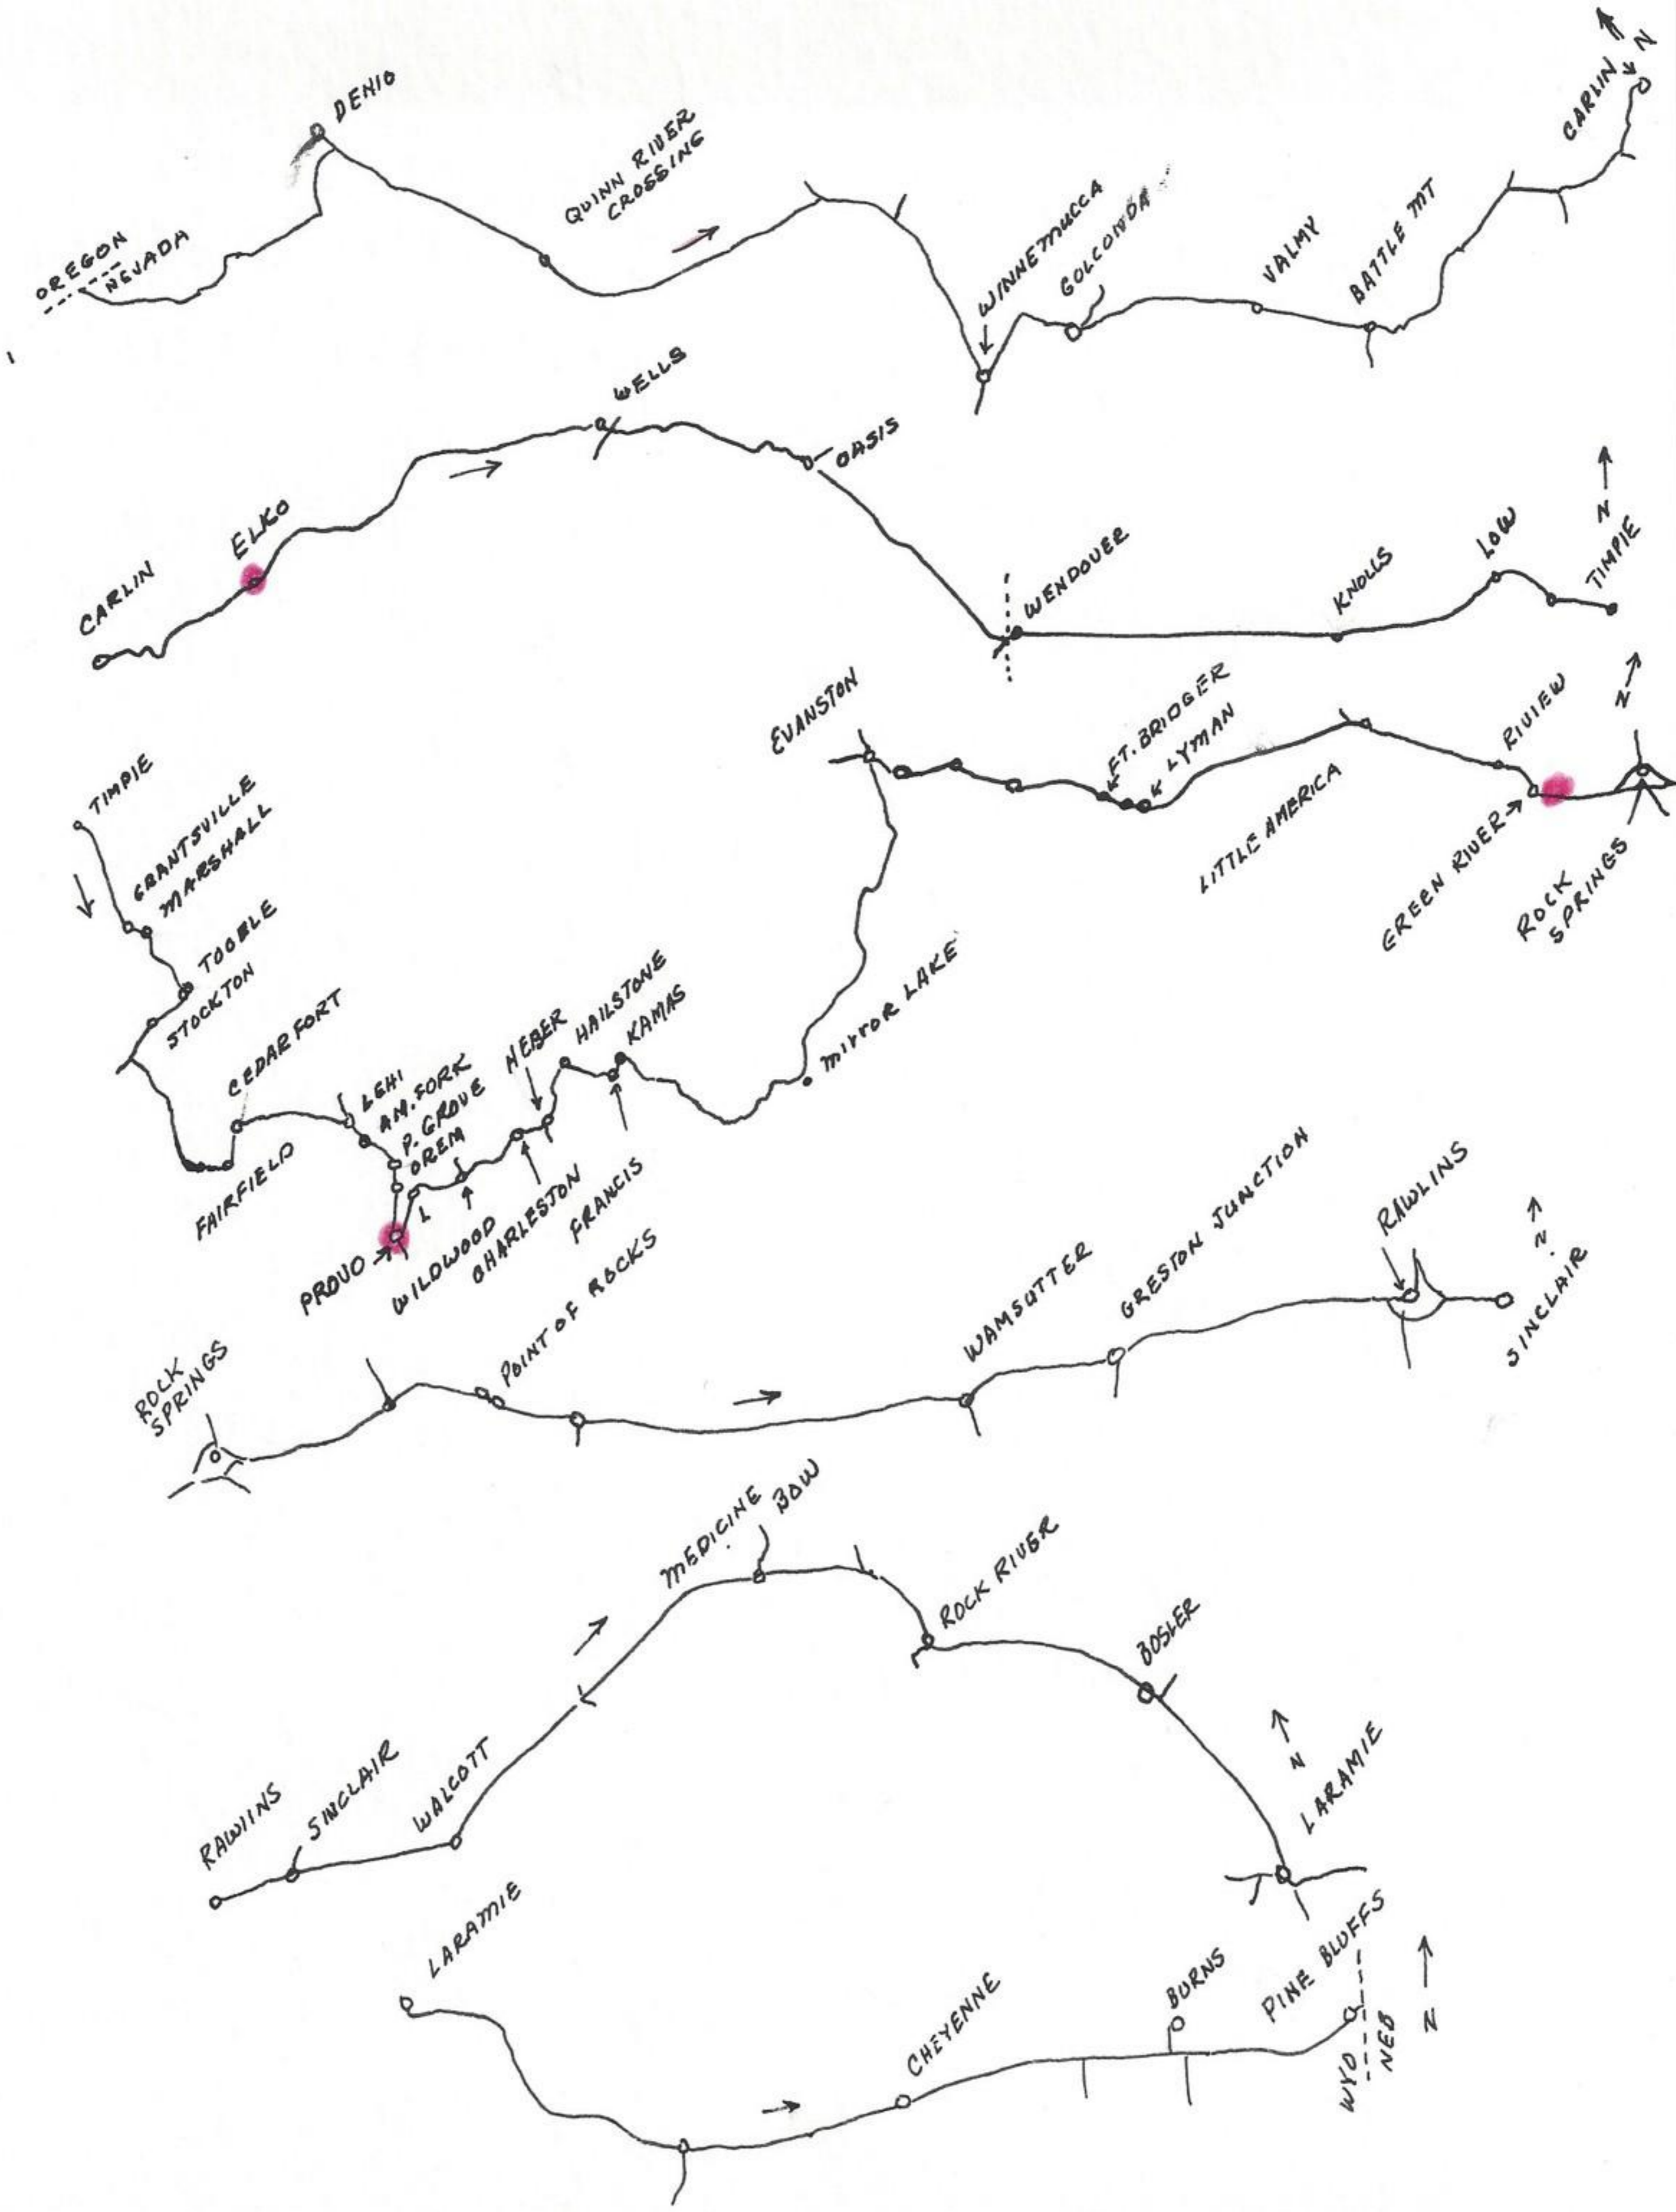 N
DENIO
CARLIN
QUINN RIVER
CROSSING
WINNEMUCCA
GOLCONDA
VALMY
BATTLE MT
OREGON
NEVADA
WELLS
OASIS
ELKO
CARLIN
WENDOVER
KNOLLS
LOW
N
TIMPIE
EVANSTON
FT. BRIDGER
LYMAN
LITTLE AMERICA
RIVIEW
N
GREEN RIVER
ROCK
SPRINGS
TIMPIE
GRANTSVILLE
MARSHALL
TOOELE
STOCKTON
CEDAR FORT
FAIRFIELD
LEHI
AM. FORK
P. GROVE
OREM
PROVO
WILDWOOD
CHARLESTON
HEBER
HAILSTONE
KAMAS
FRANCIS
MIRROR LAKE
ROCK
SPRINGS
POINT OF ROCKS
WAMSUTTER
GRESTON JUNCTION
RAWLINS
N
SINCLAIR
RAWLINS
SINCLAIR
WALCOTT
MEDICINE BOW
ROCK RIVER
BOSLER
N
LARAMIE
LARAMIE
CHEYENNE
BURNS
PINE BLUFFS
WYO
NEB
N